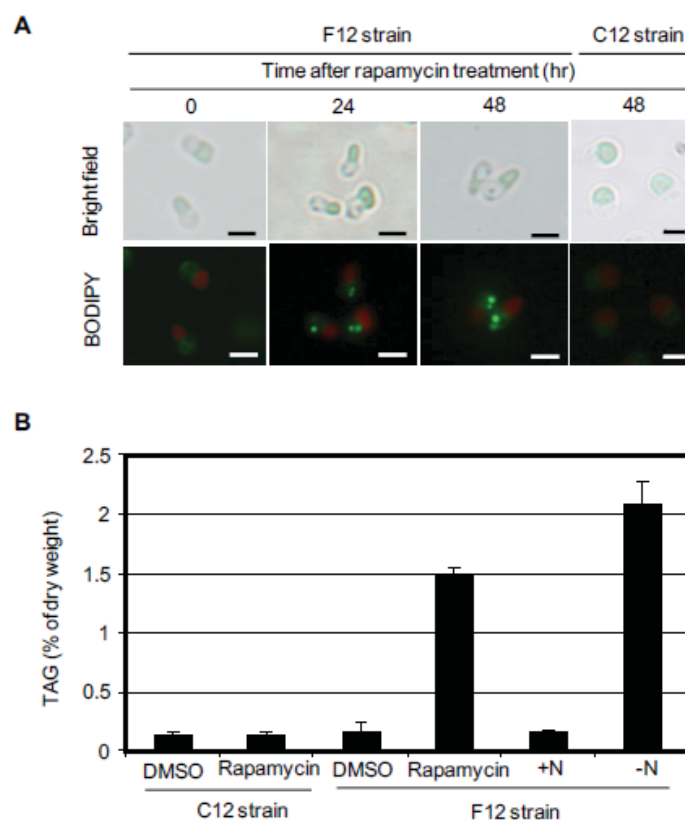 A
F12 strain
C12 strain
Time after rapamycin treatment (hr)
0 24 48 48
Bright field
BODIPY
B
TAG (% of dry weight)
2.5
2
1.5
1
0.5
0
DMSO Rapamycin DMSO Rapamycin +N -N
C12 strain F12 strain